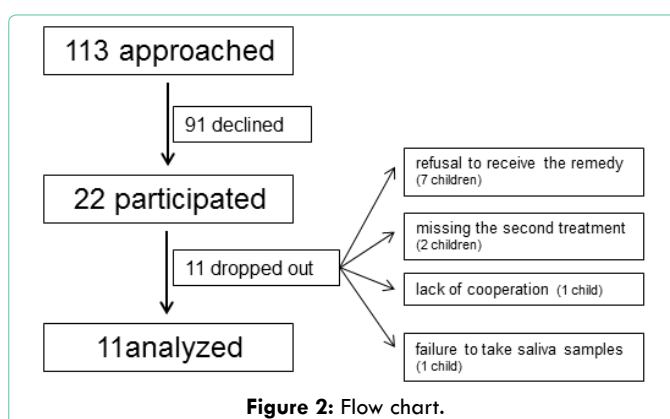 113 approached
91 declined
22 participated
11 dropped out
refusal to receive the remedy
(7 children)
missing the second treatment
(2 children)
lack of cooperation (1 child)
failure to take saliva samples
(1 child)
11analyzed
Figure 2: Flow chart.